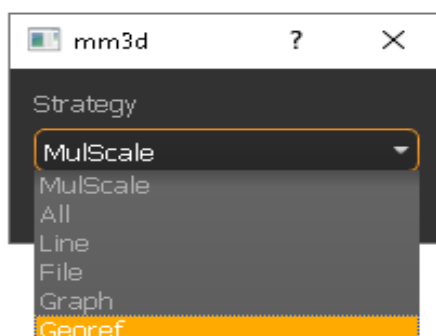 mm3d ?
Strategy
MulScale
MulScale
All
Line
File
Graph
Georef